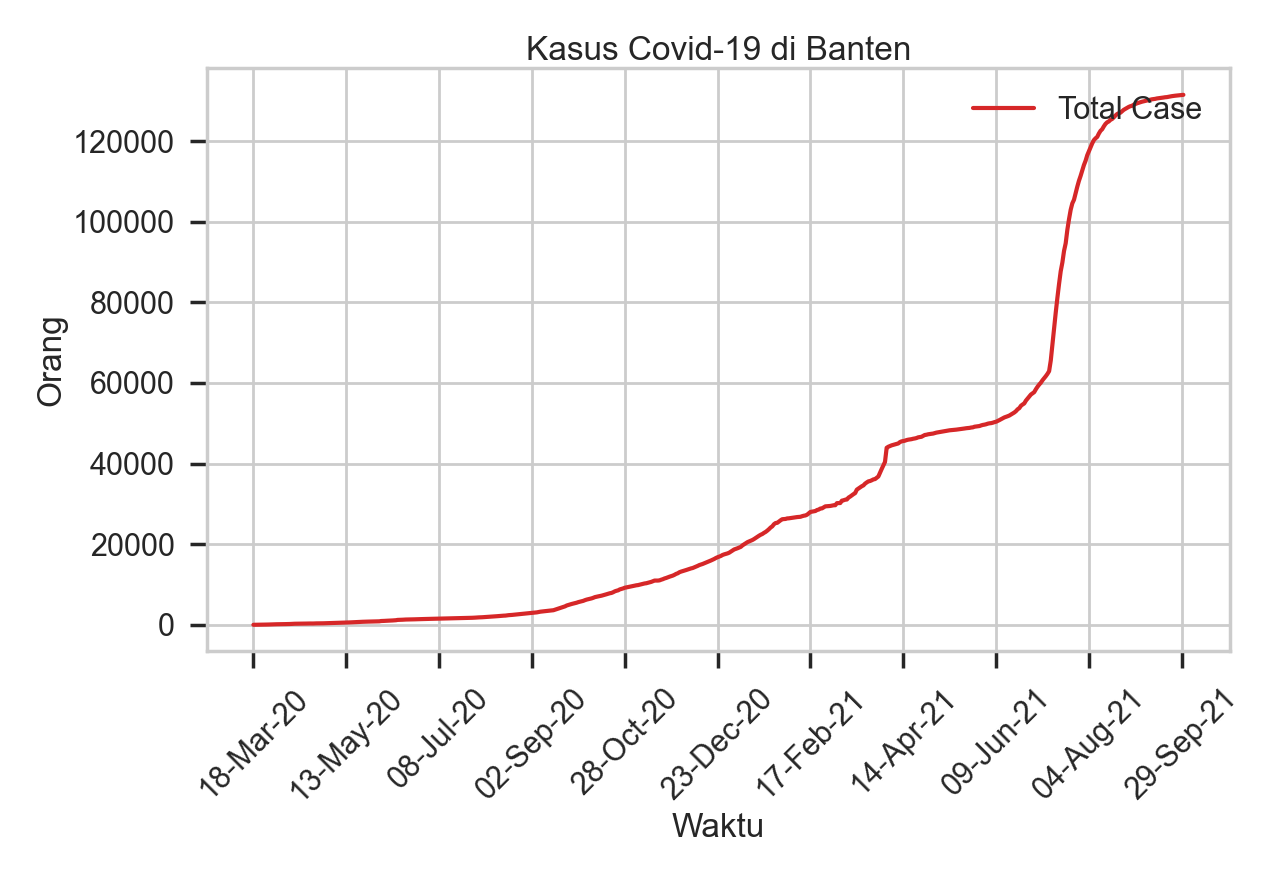 Kasus Covid-19 di Banten
Total Case
120000
100000
80000
60000
40000
20000
0
Orang
18-Mar-20
13-May-20
08-Jul-20
02-Sep-20
28-Oct-20
23-Dec-20
17-Feb-21
14-Apr-21
09-Jun-21
04-Aug-21
29-Sep-21
Waktu